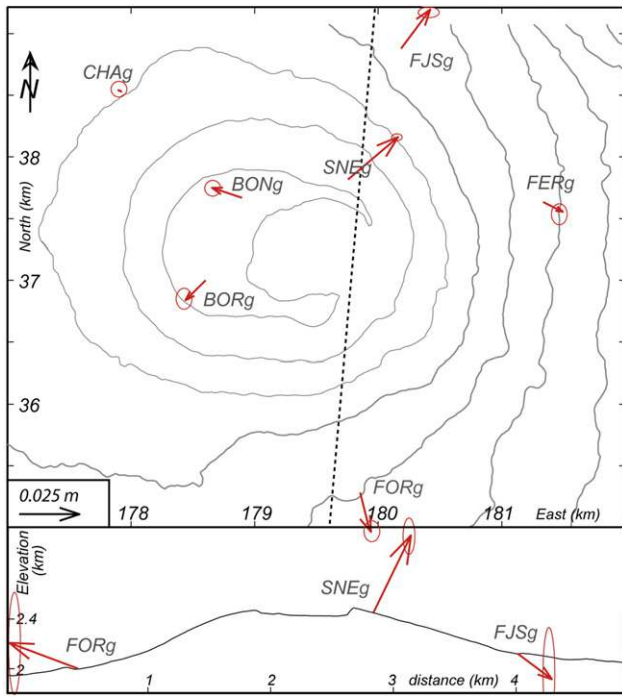 FJSg
CHAg
N
38
SNEg
BONg
FERg
North (km)
37
BORg
36
0.025 m
FORg
178
179
180
181
East (km)
Elevation
(km)
SNEg
2.4
FORg
FJSg
2
1
2
3
distance (km)
4